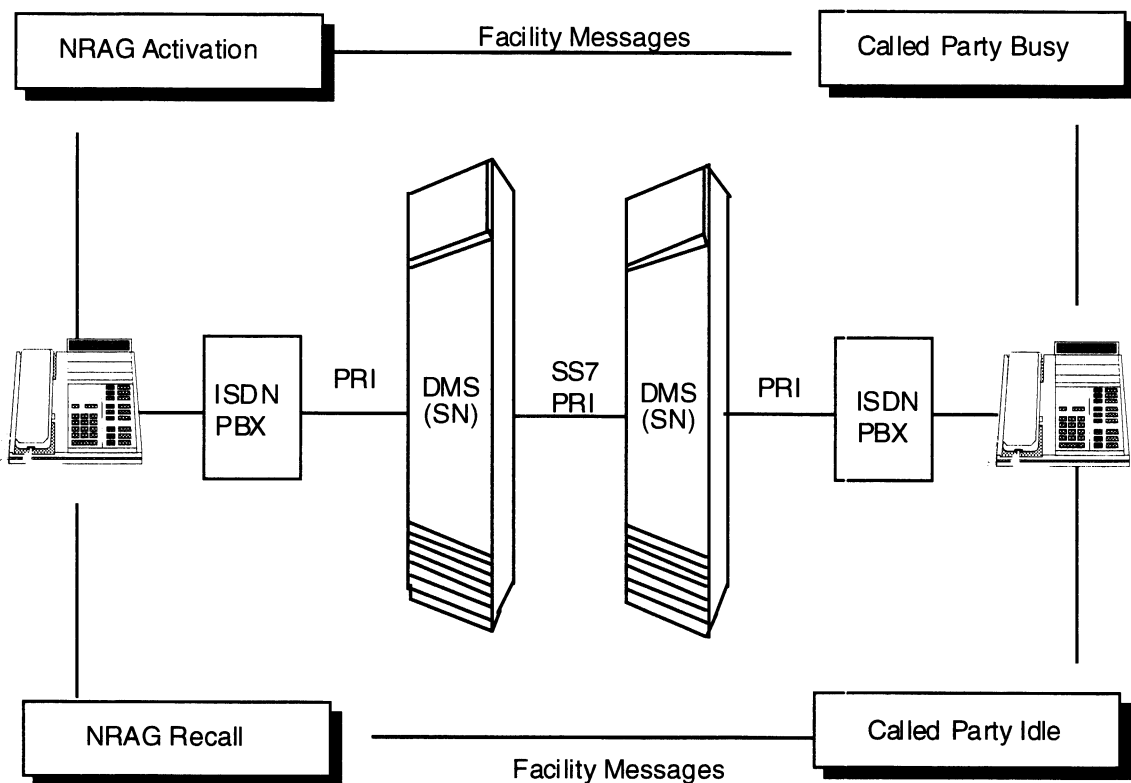 NRAG Activation
Facility Messages
Called Party Busy
ISDN
PBX
PRI
DMS
(SN)
SS7
PRI
DMS
(SN)
PRI
ISDN
PBX
NRAG Recall
Facility Messages
Called Party Idle